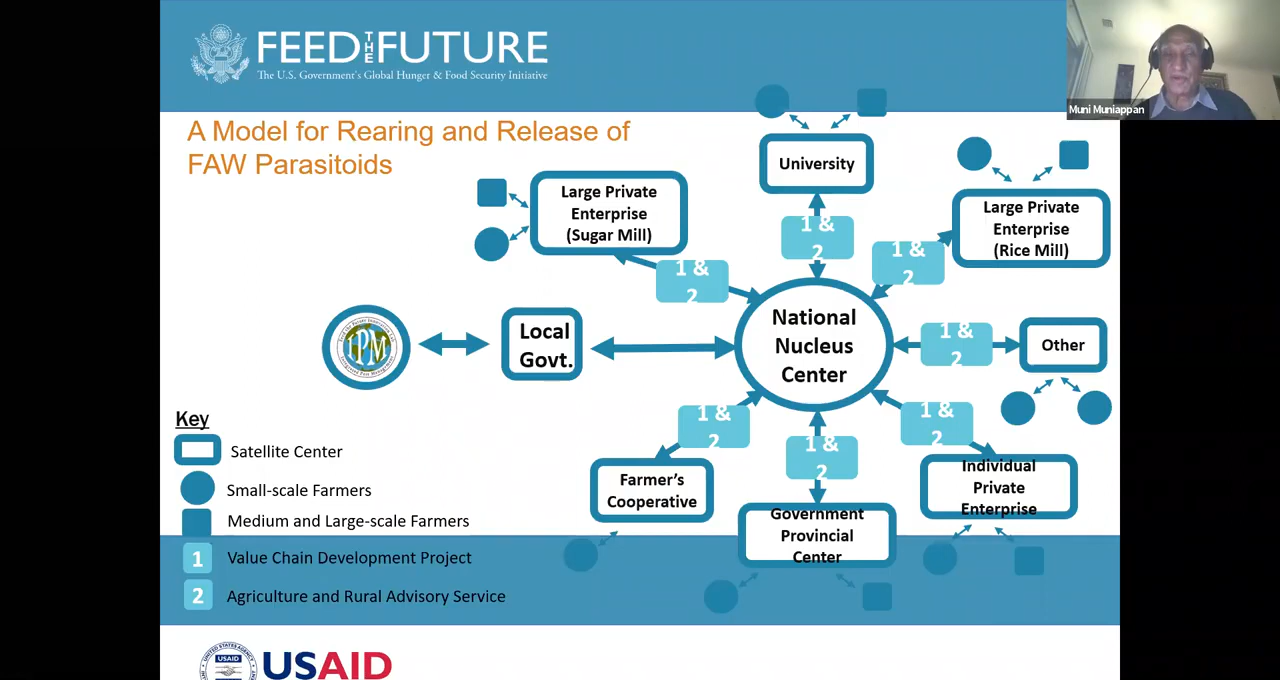 FEED THE FUTURE
The U.S. Government's Global Hunger & Food Security Initiative
Muni Muniappan
A Model for Rearing and Release of
FAW Parasitoids
University
Large Private
Enterprise
(Sugar Mill)
Large Private
Enterprise
(Rice Mill)
1 &
2
1 &
2
1 &
2
IPM
Local
Govt.
National
Nucleus
Center
1 &
2
Other
Key
Satellite Center
Small-scale Farmers
Medium and Large-scale Farmers
1 Value Chain Development Project
2 Agriculture and Rural Advisory Service
1 &
2
1 &
2
1 &
2
Farmer's
Cooperative
Government
Provincial
Center
Individual
Private
Enterprise
USAID
USAID